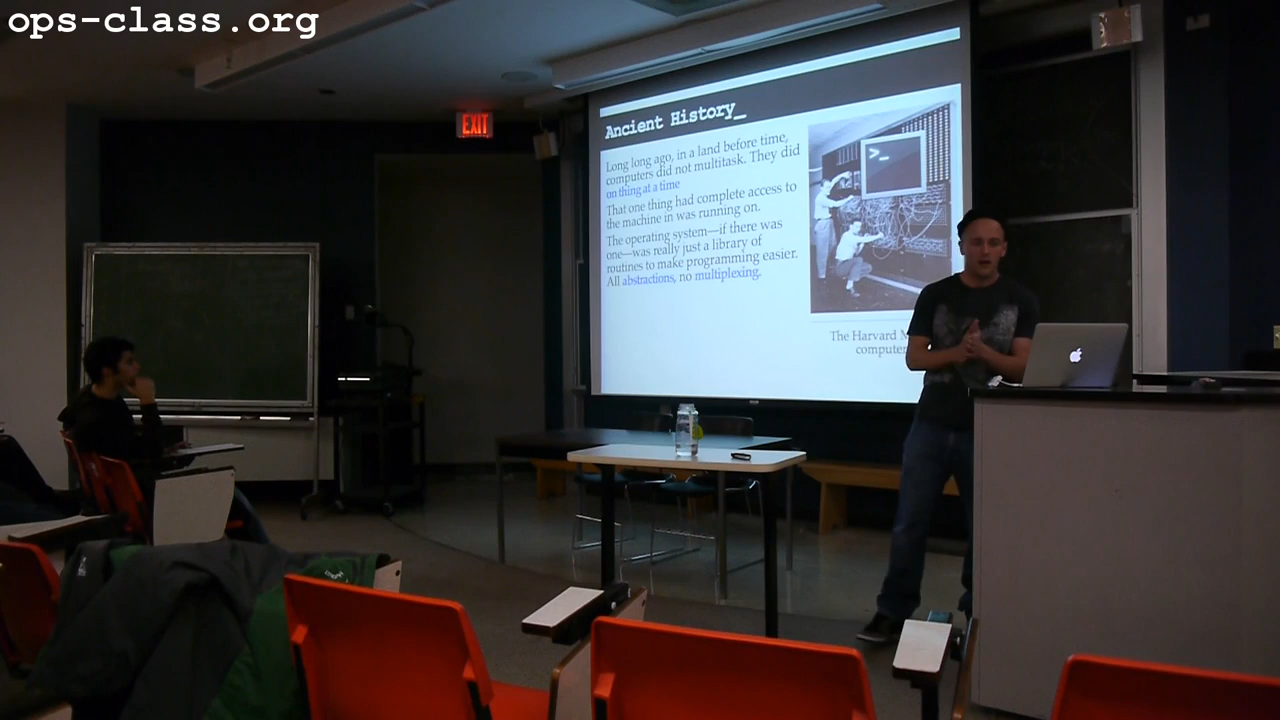 ops-class.org
EXIT
Ancient History_
Long long ago, in a land before time,
computers did not multitask. They did
on thing at a time
That one thing had complete access to
the machine in was running on.
The operating system—if there was
one—was really just a library of
routines to make programming easier.
All abstractions, no multiplexing.
The Harvard
computer